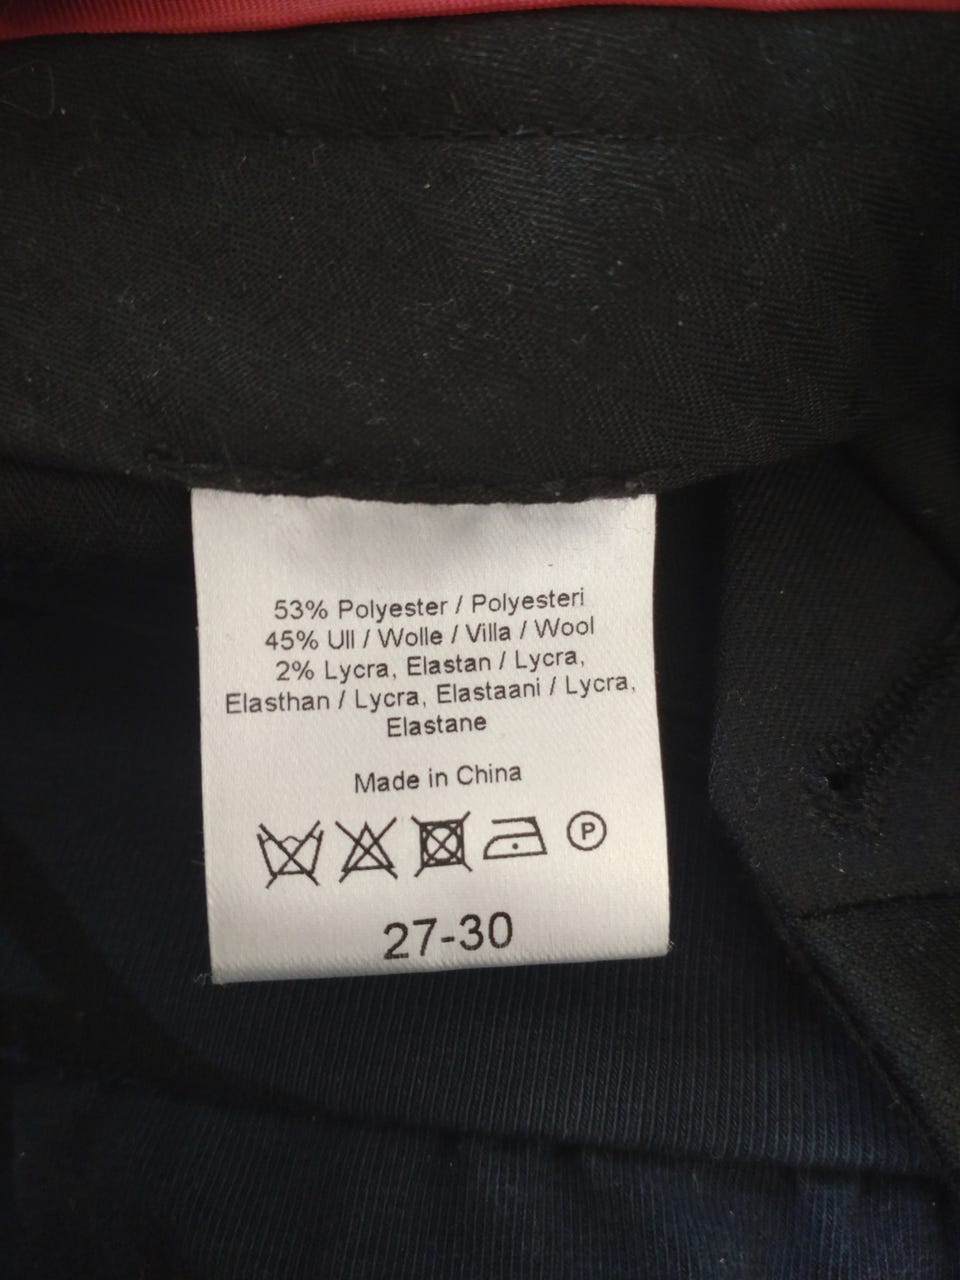 53% Polyester / Polyesteri
45% Ull / Wolle / Villa / Wool
2% Lycra, Elastan / Lycra,
Elasthan / Lycra, Elastaani / Lycra,
Elastane
Made in China
P
27-30